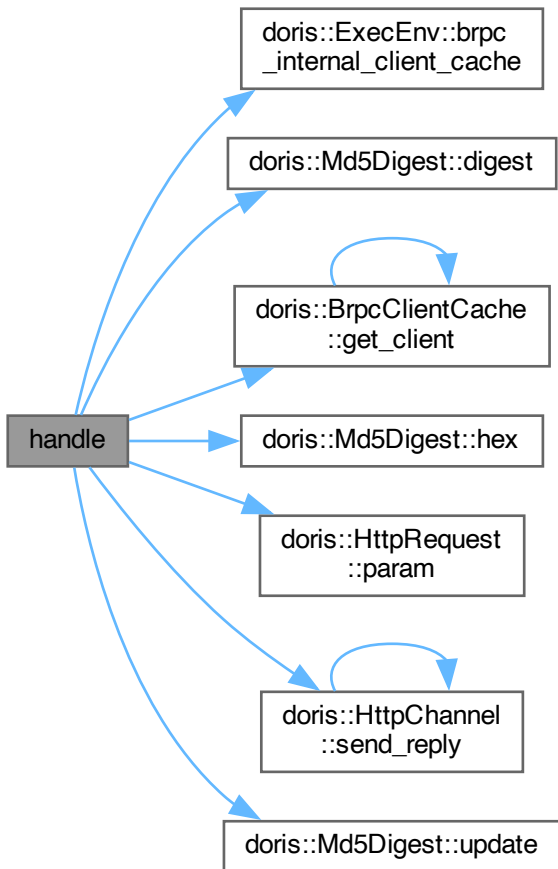 doris::ExecEnv::brpc
_internal_client_cache
doris::Md5Digest::digest
doris::BrpcClientCache
::get_client
handle
doris::Md5Digest::hex
doris::HttpRequest
::param
doris::HttpChannel
::send_reply
doris::Md5Digest::update